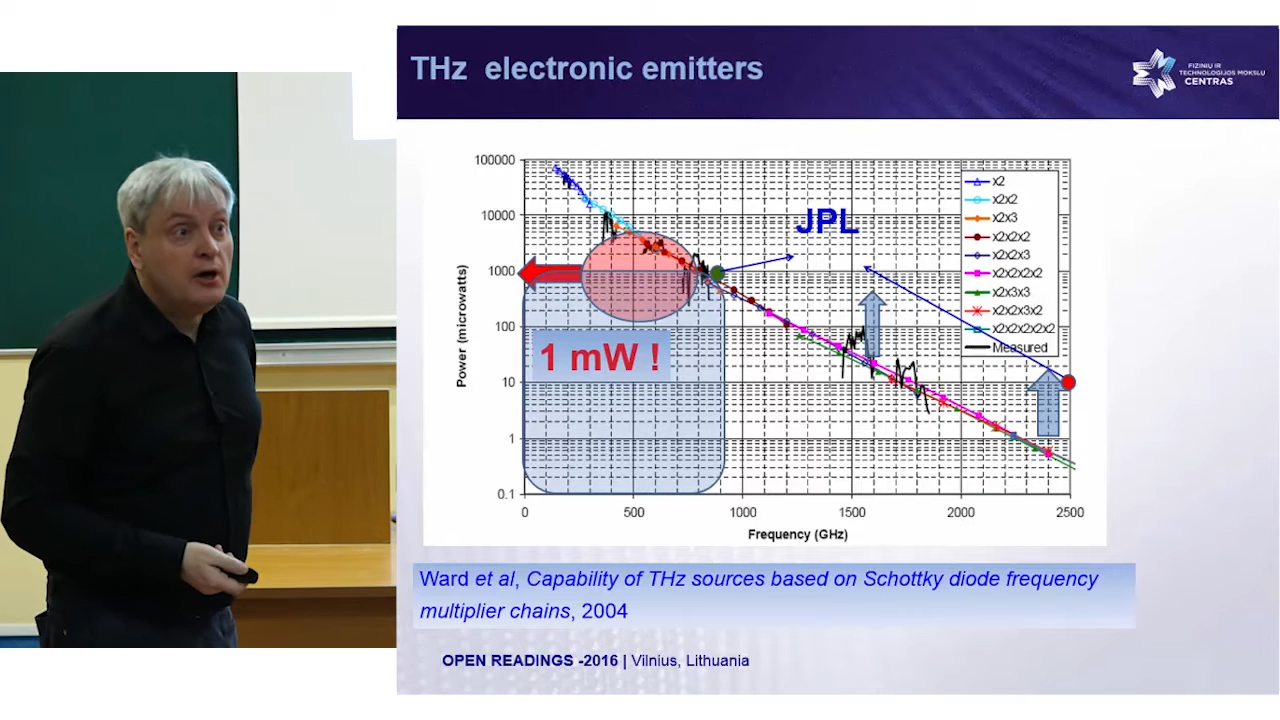 THz electronic emitters
FIZINIŲ IR
TECHNOLOGIJOS MOKSLŲ
CENTRAS
100000
10000
1000
100
10
1
0.1
Power (microwatts)
JPL
1 mW !
x2
x2x2
x2x3
x2x2x2
x2x2x3
x2x2x2x2
x2x3x3
x2x2x3x2
x2x2x2x2x2
Measured
0
500
1000
1500
2000
2500
Frequency (GHz)
Ward et al, Capability of THz sources based on Schottky diode frequency
multiplier chains, 2004
OPEN READINGS -2016 | Vilnius, Lithuania